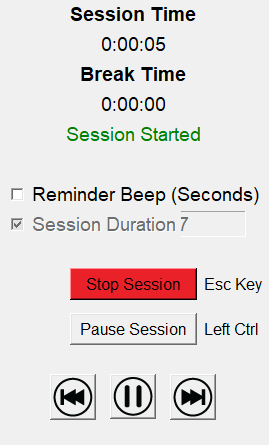 Session Time
0:00:05
Break Time
0:00:00
Session Started
Reminder Beep (Seconds)
Session Duration 7
Stop Session Esc Key
Pause Session Left Ctrl